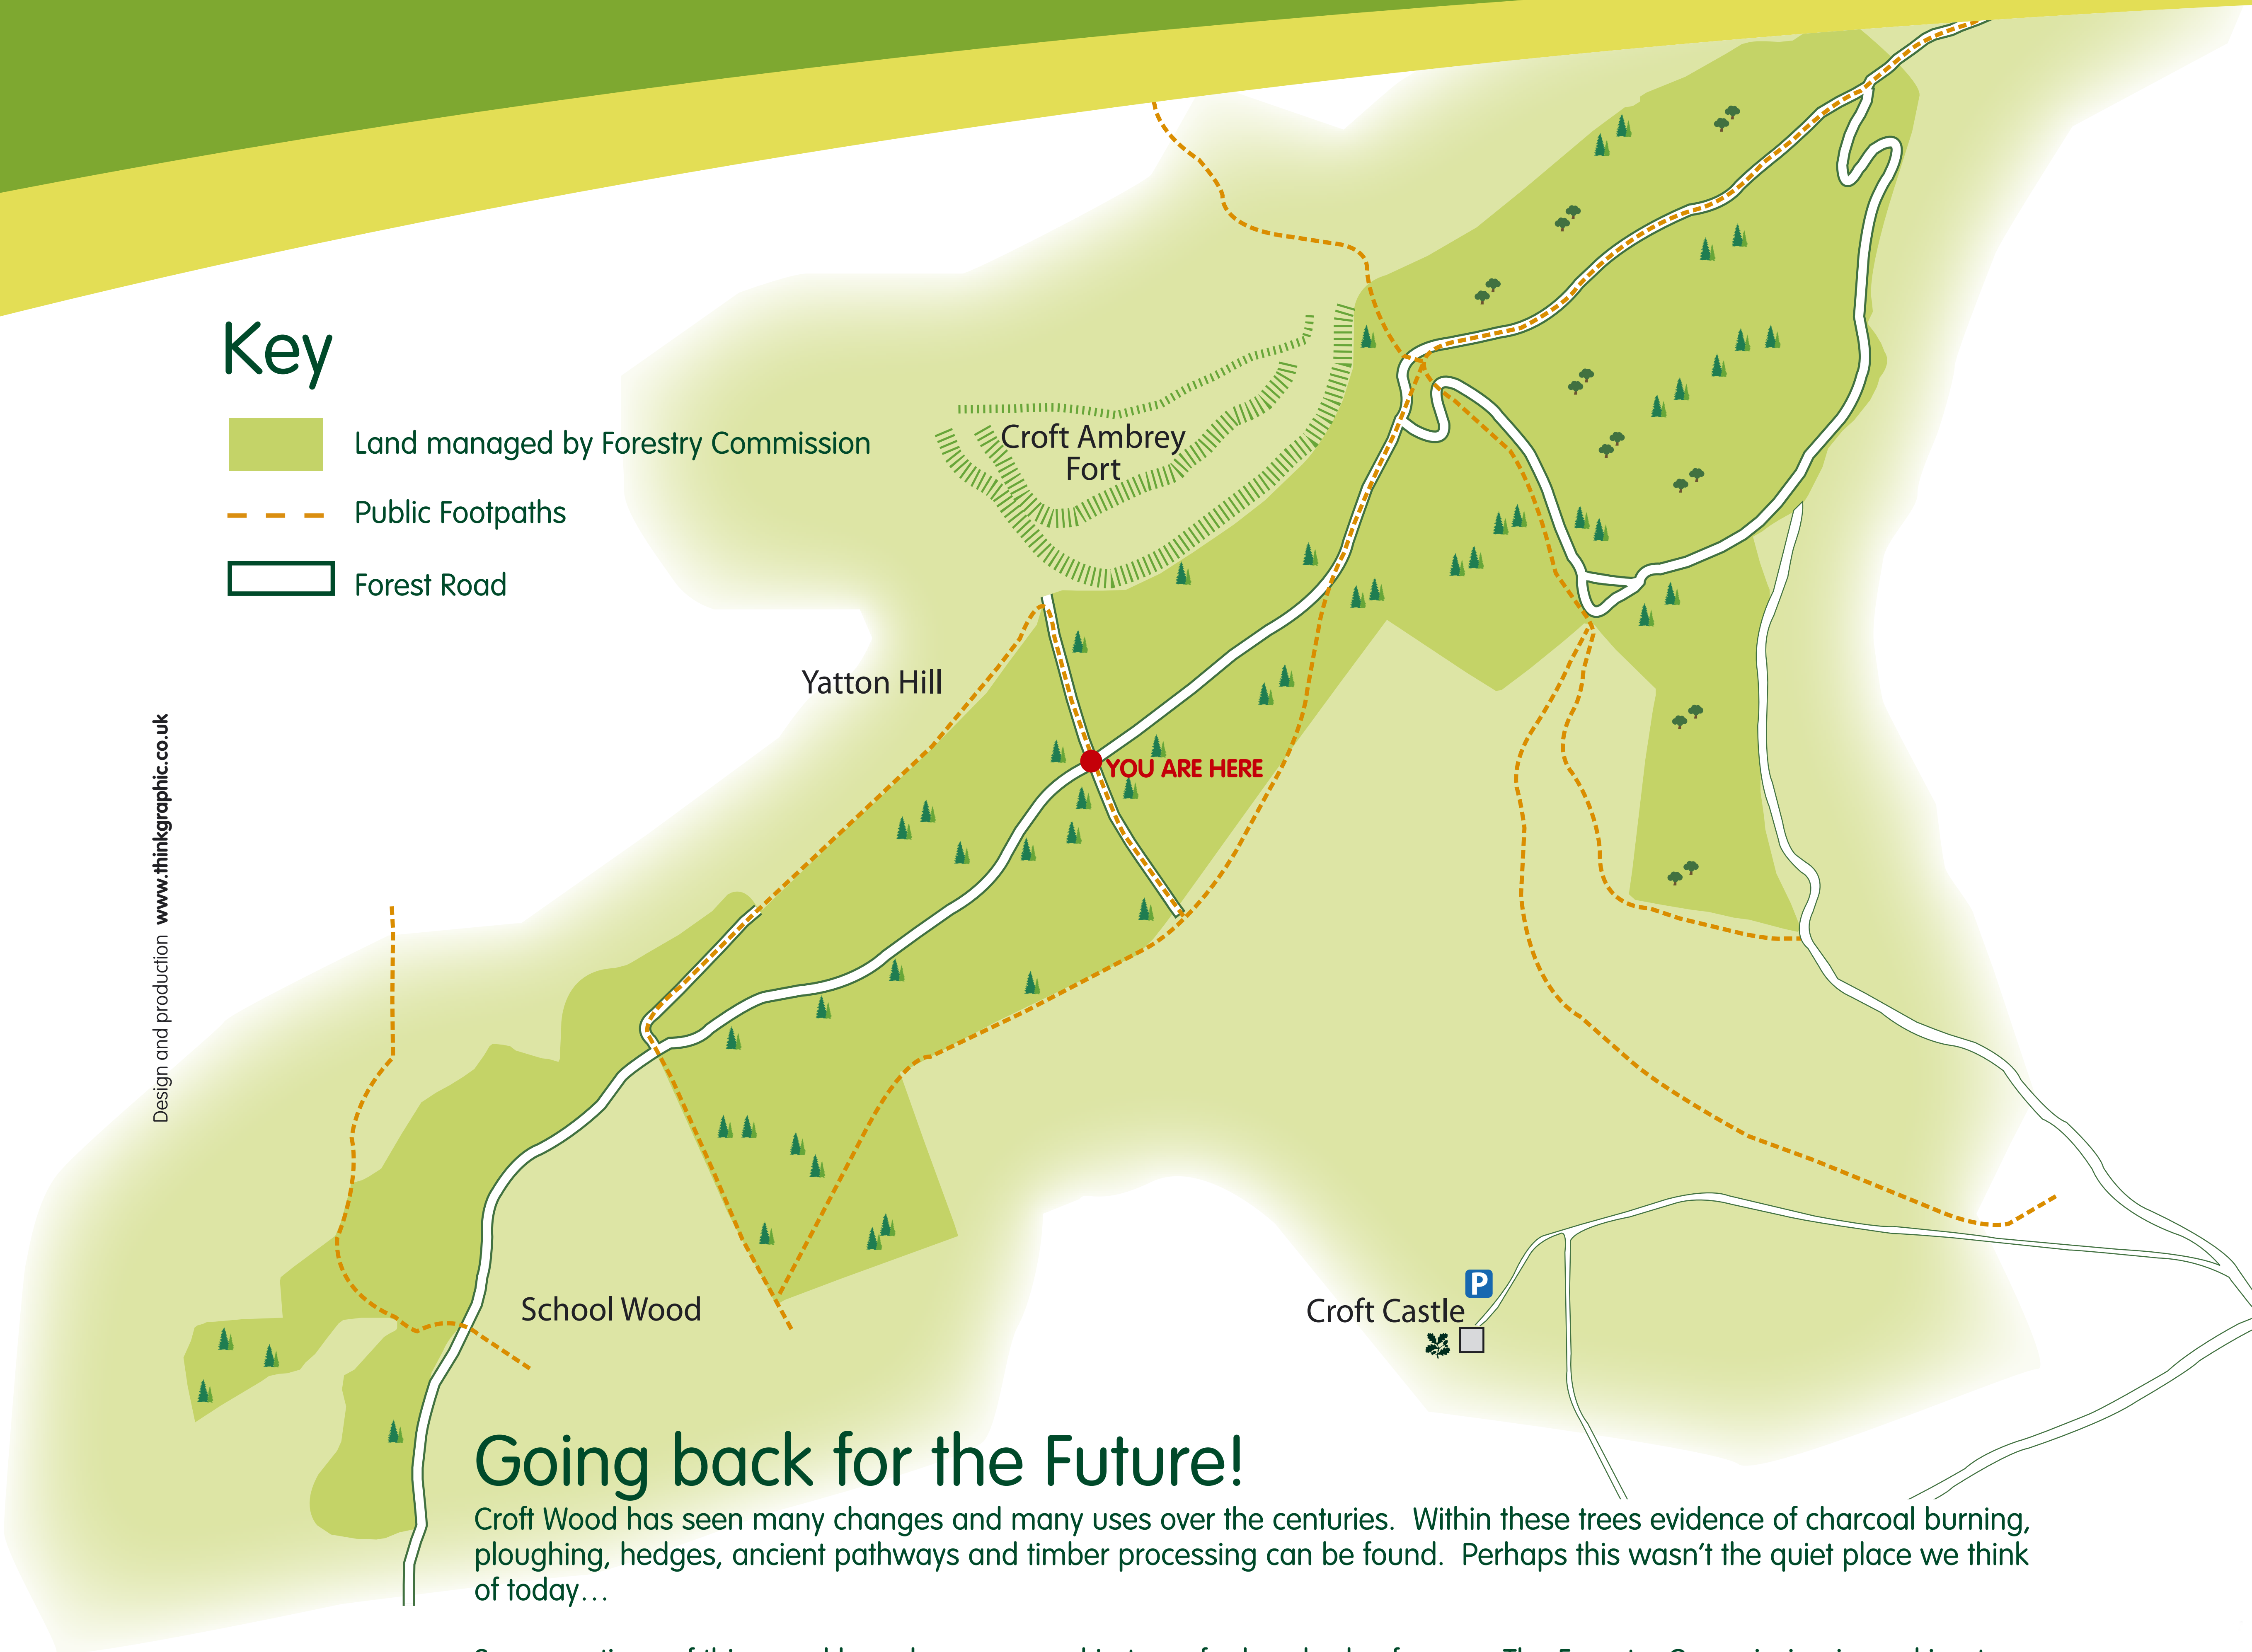 Key
Land managed by Forestry Commission
Public Footpaths
Forest Road
Croft Ambrey
Fort
Yatton Hill
YOU ARE HERE
School Wood
P
Croft Castle
Design and production www.thinkgraphic.co.uk
Going back for the Future!
Croft Wood has seen many changes and many uses over the centuries.  Within these trees evidence of charcoal burning,
ploughing, hedges, ancient pathways and timber processing can be found.  Perhaps this wasn't the quiet place we think
of today…